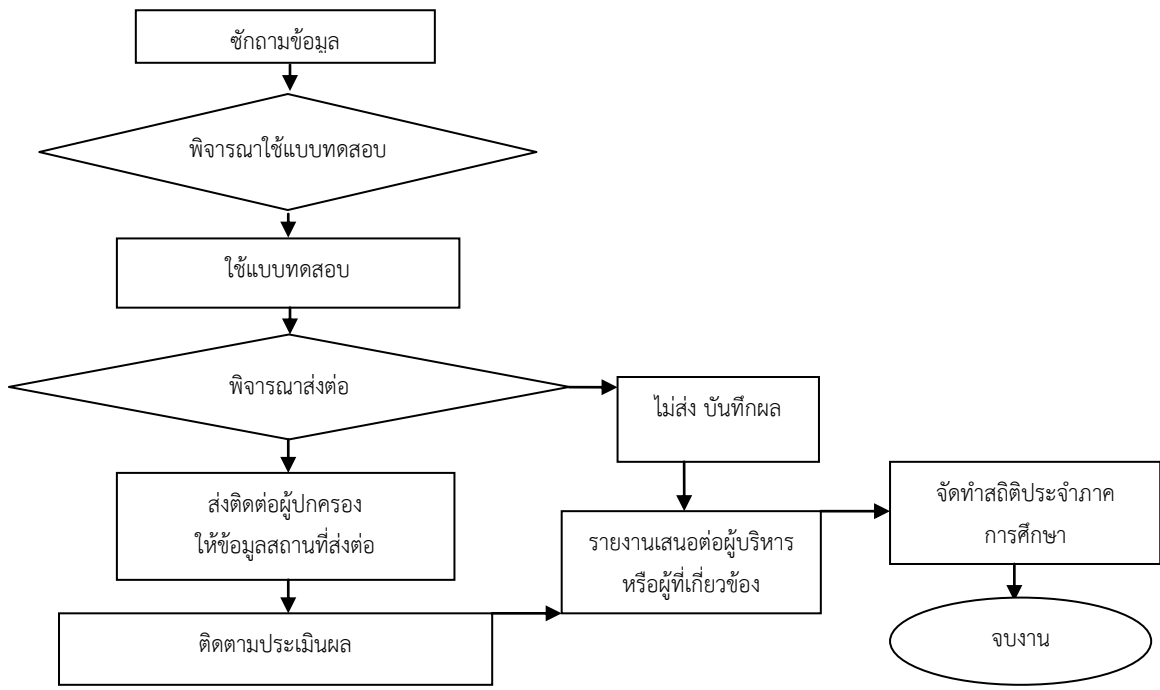 ซักถามข้อมูล
พิจารณาใช้แบบทดสอบ
ใช้แบบทดสอบ
พิจารณาส่งต่อ
ไม่ส่ง บันทึกผล
ส่งติดต่อผู้ปกครอง
ให้ข้อมูลสถานที่ส่งต่อ
รายงานเสนอต่อผู้บริหาร
หรือผู้ที่เกี่ยวข้อง
จัดทำสถิติประจำภาค
การศึกษา
ติดตามประเมินผล
จบงาน